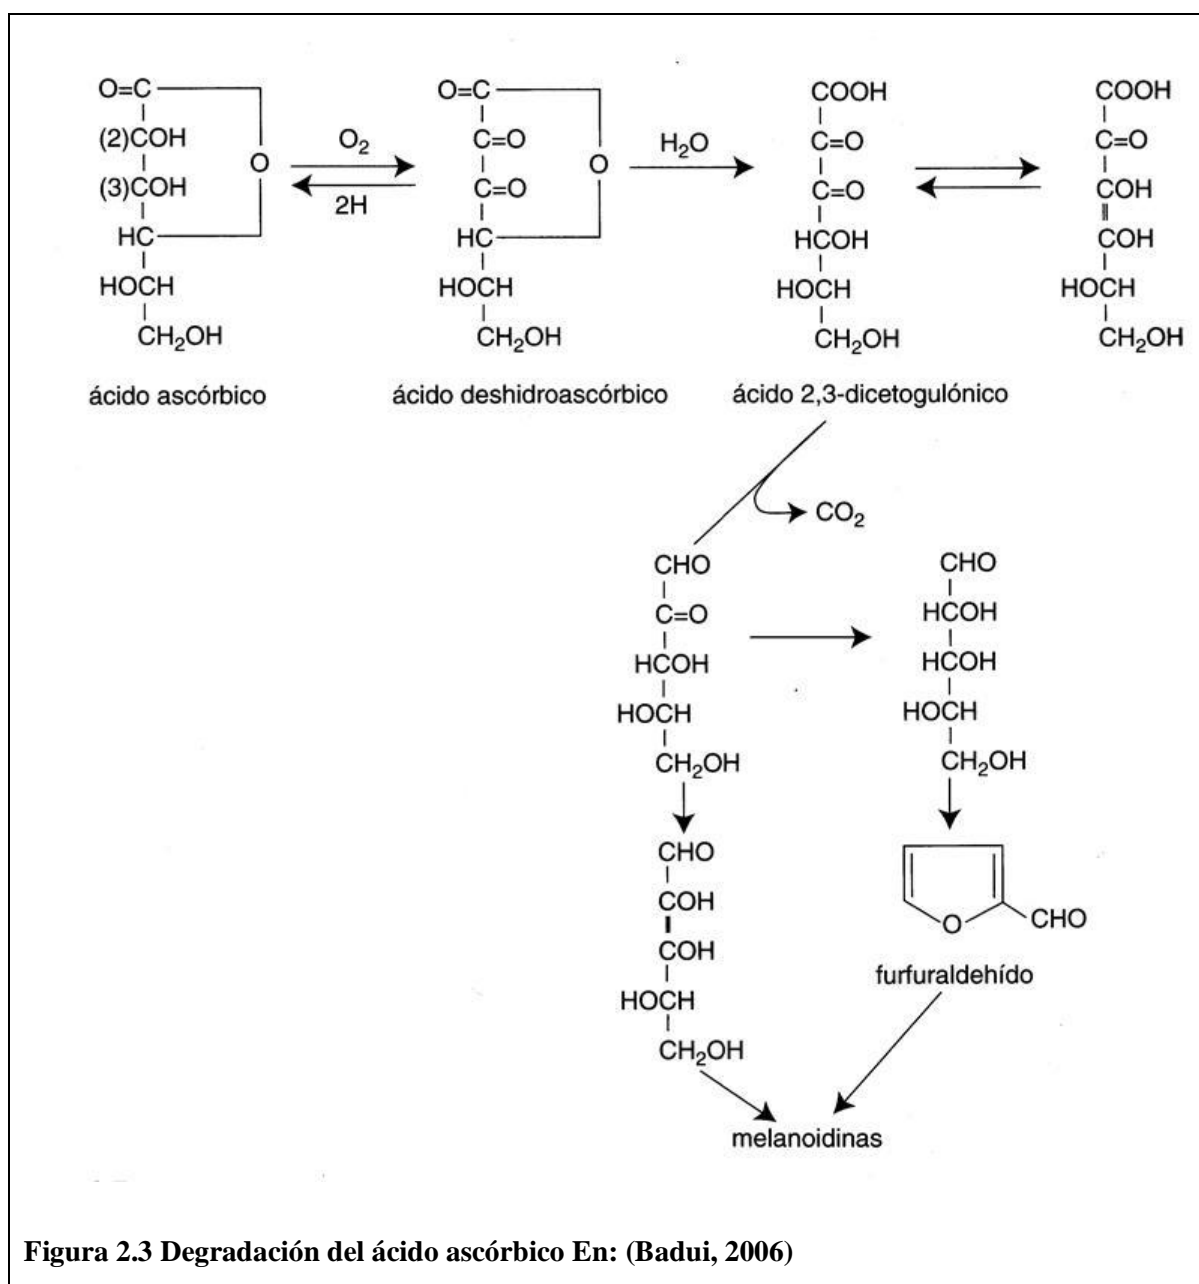 O=C
(2)COH
(3)COH
O
HC
HOCH
CH₂OH
ácido ascórbico
O₂
2H
O=C
C=O
C=O
O
HC
HOCH
CH₂OH
ácido deshidroascórbico
H₂O
COOH
C=O
C=O
HCOH
HOCH
CH₂OH
ácido 2,3-dicetogulónico
COOH
C=O
COH
COH
HOCH
CH₂OH
CO₂
CHO
C=O
HCOH
HOCH
CH₂OH
CHO
HCOH
HCOH
HOCH
CH₂OH
CHO
COH
COH
HOCH
CH₂OH
O
CHO
furfuraldehído
melanoidinas
Figura 2.3 Degradación del ácido ascórbico En: (Badui, 2006)